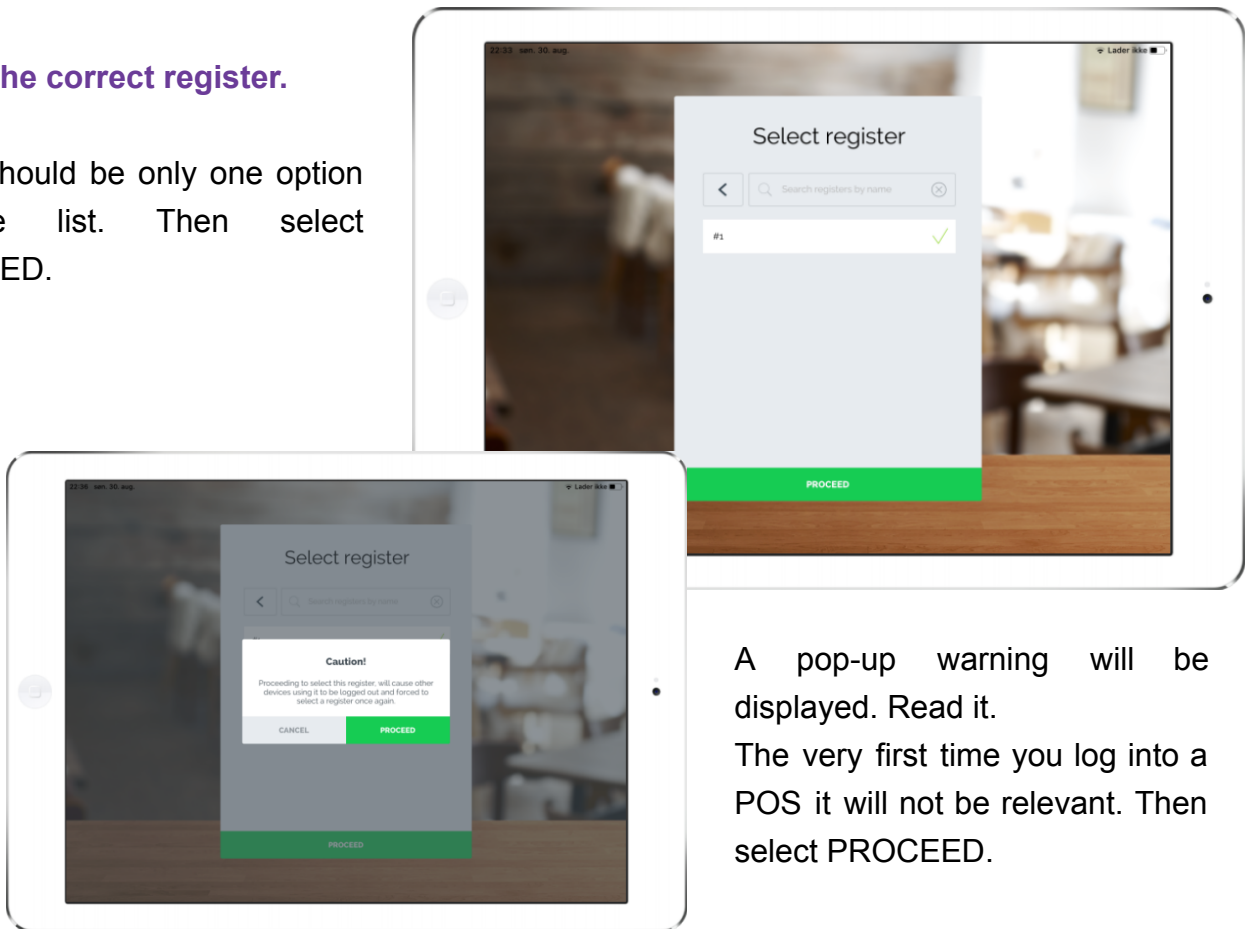 he correct register.
hould be only one option
e list. Then select
ED.
22:33 søn. 30. aug.
Lader ikke
Select register
Search registers by name
#1
PROCEED
22:38 søn. 30. aug.
Lader ikke
Select register
Search registers by name
Caution!
Proceeding to select this register, will cause other
devices using it to be logged out and forced to
select a register once again.
CANCEL PROCEED
PROCEED
A pop-up warning will be
displayed. Read it.
The very first time you log into a
POS it will not be relevant. Then
select PROCEED.